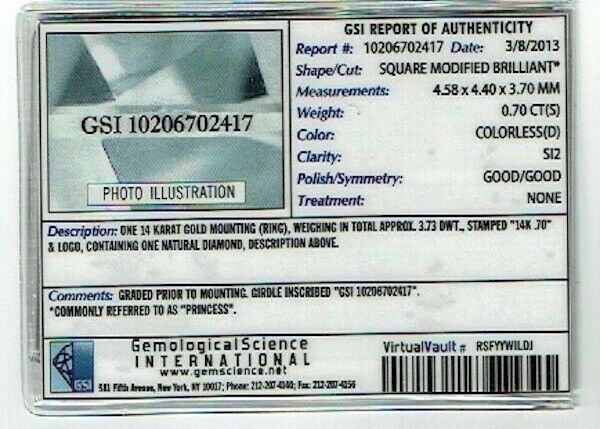 GSI REPORT OF AUTHENTICITY
Report #: 10206702417 Date: 3/8/2013
Shape/Cut: SQUARE MODIFIED BRILLIANT*
Measurements: 4.58 x 4.40 x 3.70 MM
Weight: 0.70 CT(S)
Color: COLORLESS(D)
Clarity: SI2
Polish/Symmetry: GOOD/GOOD
Treatment: NONE
GSI 10206702417
PHOTO ILLUSTRATION
Description: ONE 14 KARAT GOLD MOUNTING (RING), WEIGHING IN TOTAL APPROX. 3.73 DWT., STAMPED "14K .70"
& LOGO, CONTAINING ONE NATURAL DIAMOND, DESCRIPTION ABOVE.
Comments: GRADED PRIOR TO MOUNTING. GIRDLE INSCRIBED "GSI 10206702417".
*COMMONLY REFERRED TO AS "PRINCESS".
GSI
GemologicalScience
INTERNATIONAL
www.gemscience.net
581 Fifth Avenue, New York, NY 10017; Phone: 212-207-4140; Fax: 212-207-4156
VirtualVault # RSFYYWILDJ